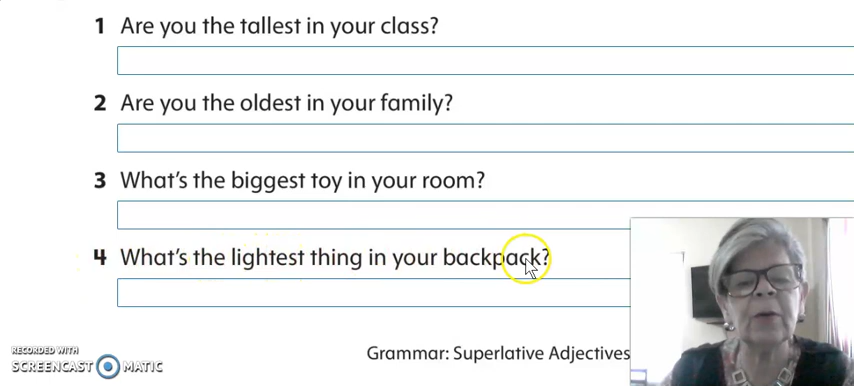 1 Are you the tallest in your class?
2 Are you the oldest in your family?
3 What's the biggest toy in your room?
4 What's the lightest thing in your backpack?
Grammar: Superlative Adjectives
RECORDED WITH
SCREENCAST MATIC